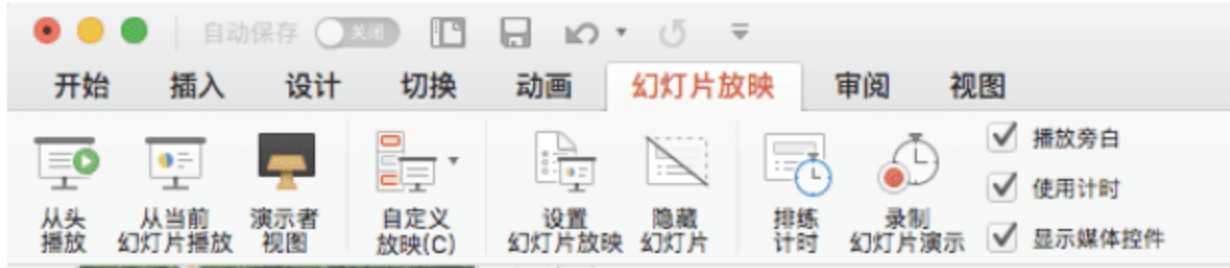 自动保存 关闭
开始 插入 设计 切换 动画 幻灯片放映 审阅 视图
从头
播放
从当前
幻灯片播放
演示者
视图
自定义
放映(C)
设置
幻灯片放映
隐藏
幻灯片
排练
计时
录制
幻灯片演示
播放旁白
使用计时
显示媒体控件